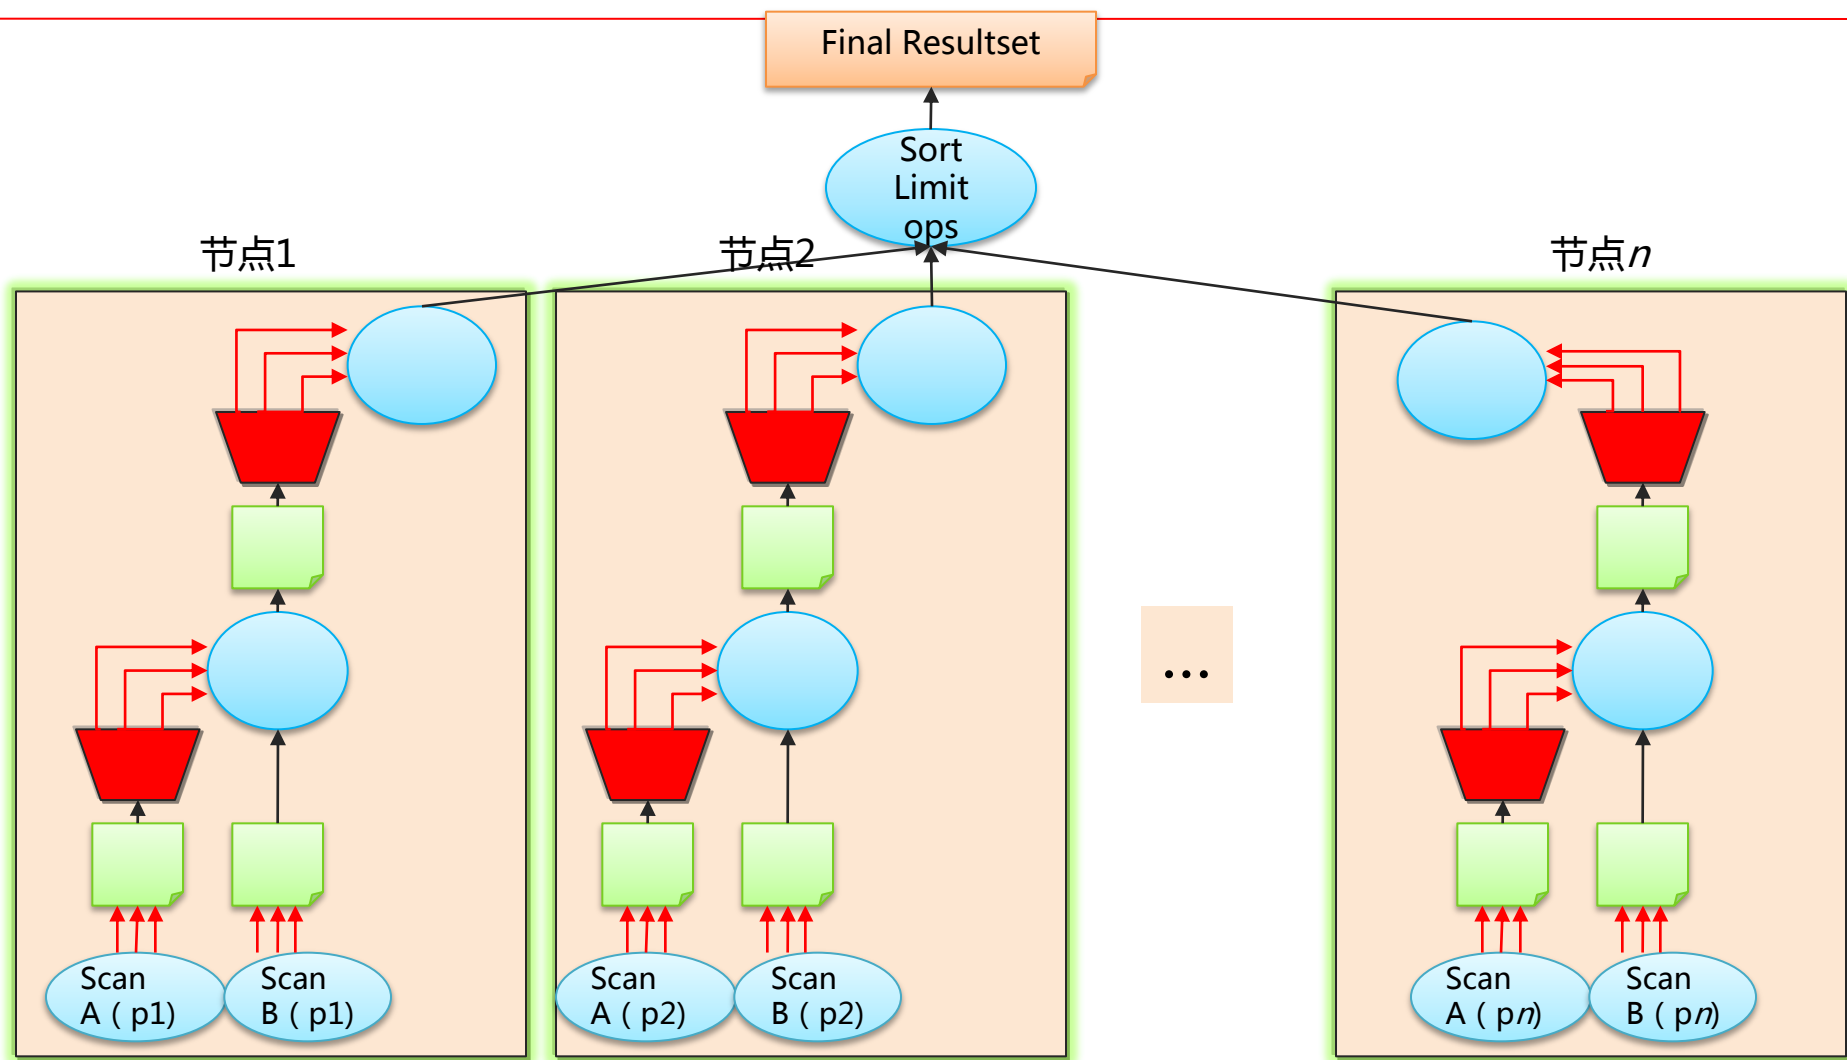 Final Resultset
Sort
Limit
ops
节点1
节点2
节点n
...
Scan
A ( p1)
Scan
B ( p1)
Scan
A ( p2)
Scan
B ( p2)
Scan
A ( pn)
Scan
B ( pn)